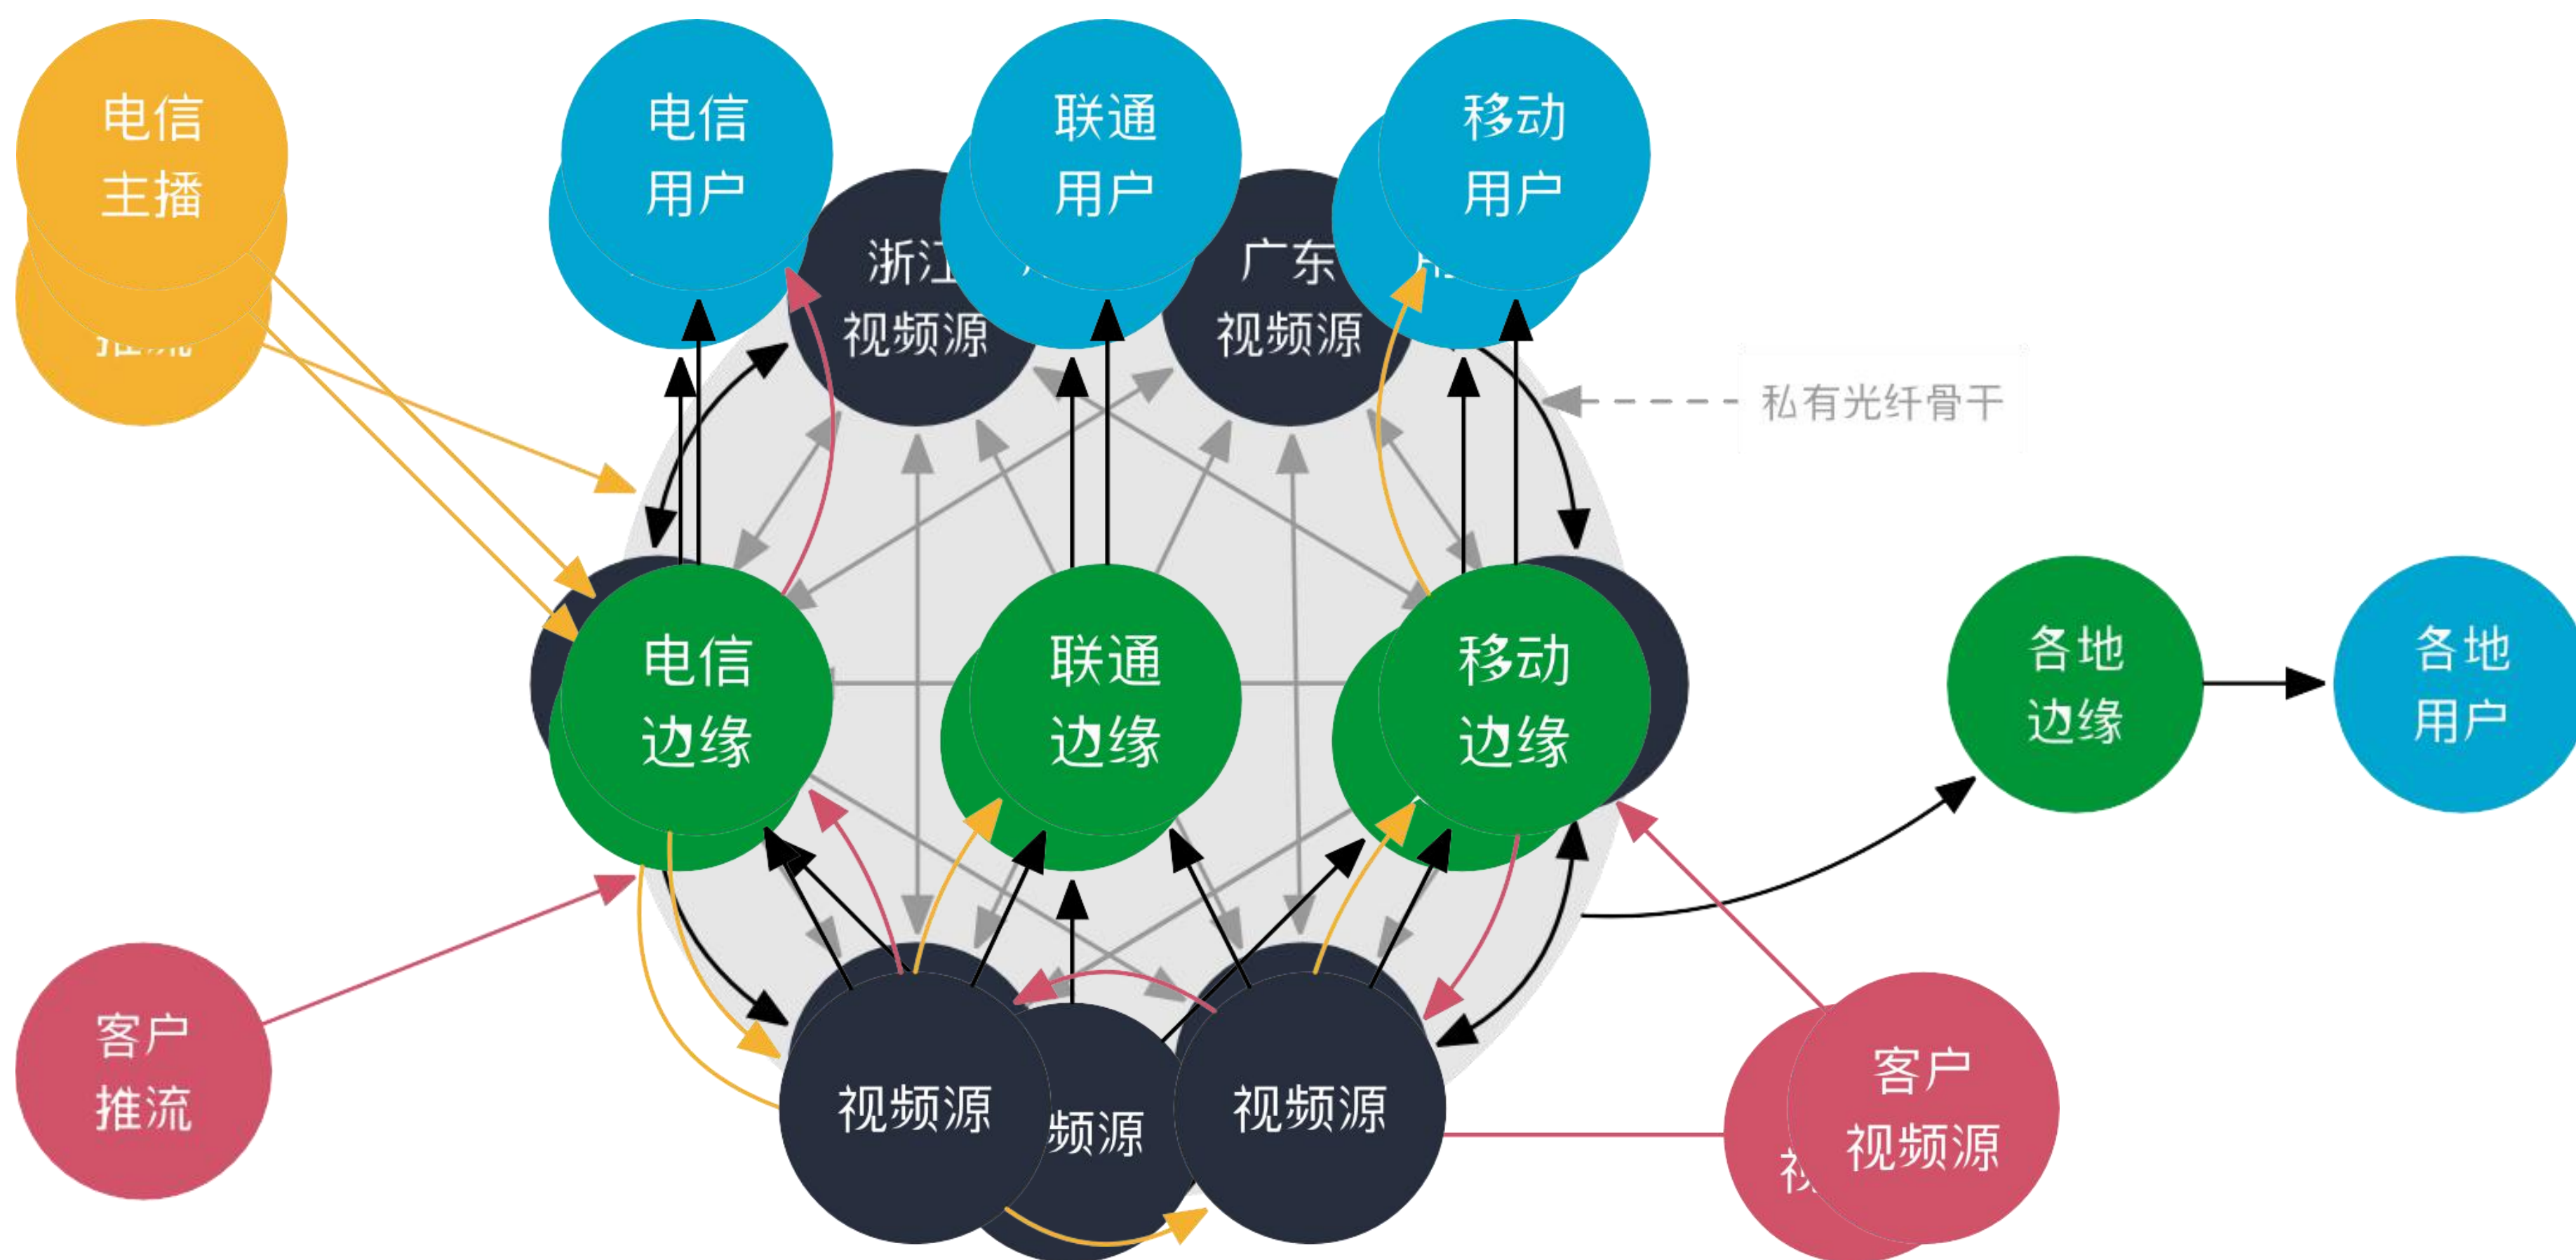 电信
主播
推流
电信
用户
联通
用户
移动
用户
浙江
视频源
广东
视频源
私有光纤骨干
电信
边缘
联通
边缘
移动
边缘
各地
边缘
各地
用户
客户
推流
视频源
频源
视频源
客户
视频源